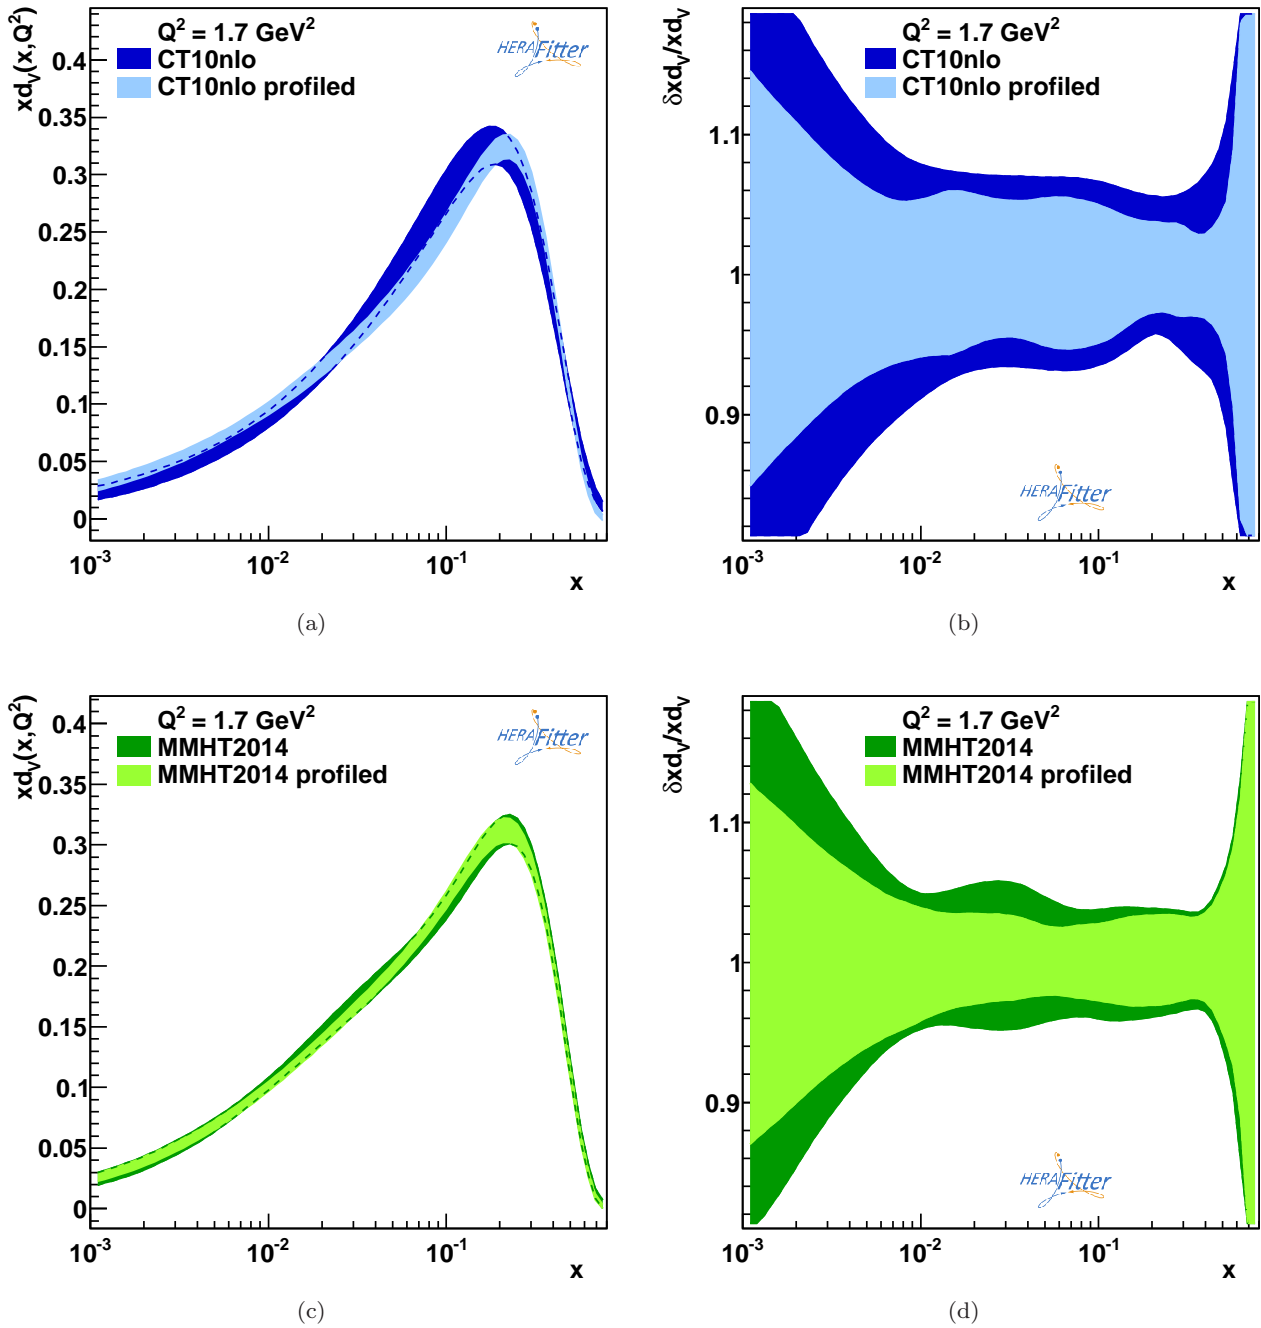 xd_V(x,Q²)
Q² = 1.7 GeV²
CT10nlo
CT10nlo profiled
HERAFitter
0.4
0.35
0.3
0.25
0.2
0.15
0.1
0.05
0
10⁻³
10⁻²
10⁻¹
x
(a)
δxd_V/xd_V
Q² = 1.7 GeV²
CT10nlo
CT10nlo profiled
1.1
1
0.9
HERAFitter
10⁻³
10⁻²
10⁻¹
x
(b)
xd_V(x,Q²)
Q² = 1.7 GeV²
MMHT2014
MMHT2014 profiled
HERAFitter
0.4
0.35
0.3
0.25
0.2
0.15
0.1
0.05
0
10⁻³
10⁻²
10⁻¹
x
(c)
δxd_V/xd_V
Q² = 1.7 GeV²
MMHT2014
MMHT2014 profiled
1.1
1
0.9
HERAFitter
10⁻³
10⁻²
10⁻¹
x
(d)